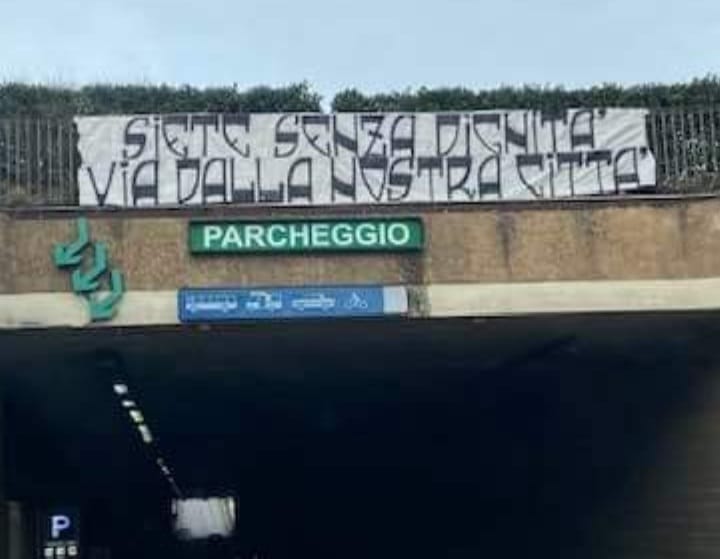 SIETE SENZA DIGNITA'
VIA DALLA NOSTRA CITTA'
PARCHEGGIO
P